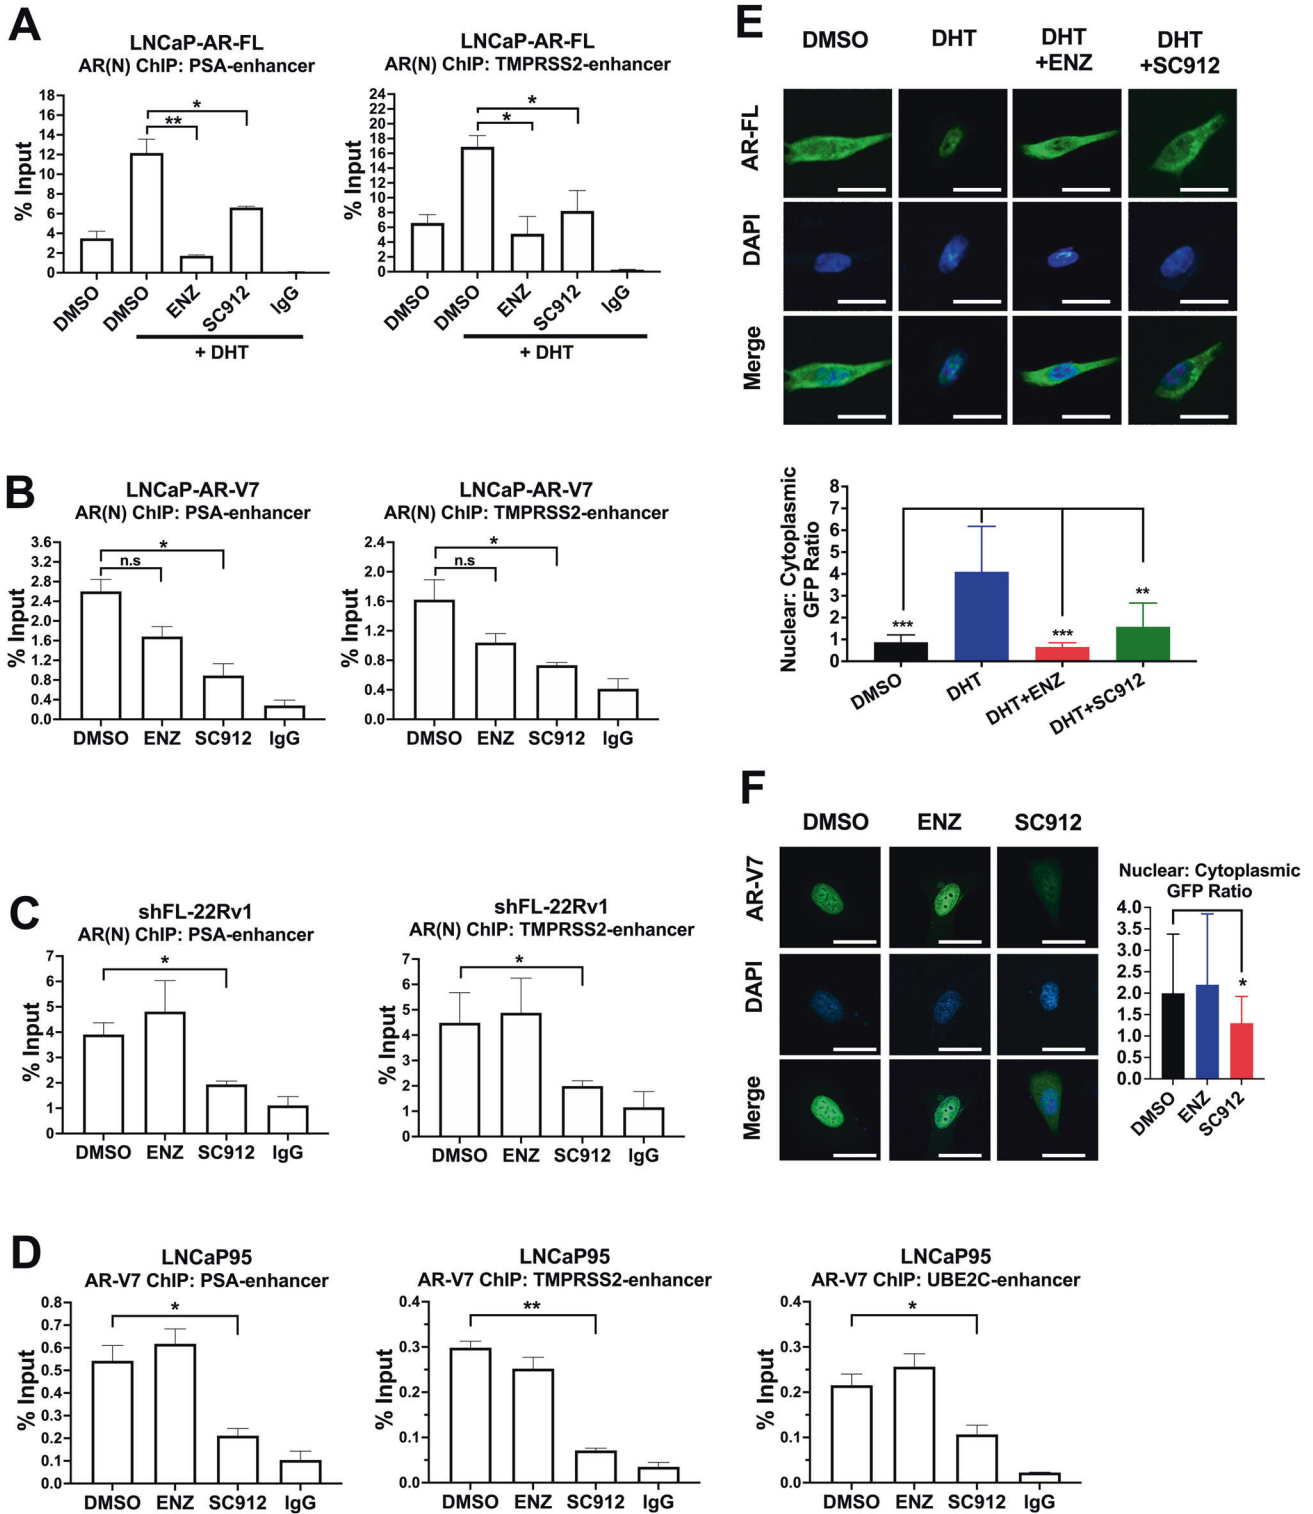 A
LNCaP-AR-FL
AR(N) ChIP: PSA-enhancer
% Input
18
16
14
12
10
8
6
4
2
0
*
**
DMSO
DMSO
ENZ
SC912
IgG
+ DHT
LNCaP-AR-FL
AR(N) ChIP: TMPRSS2-enhancer
% Input
24
22
20
18
16
14
12
10
8
6
4
2
0
*
*
DMSO
DMSO
ENZ
SC912
IgG
+ DHT
B
LNCaP-AR-V7
AR(N) ChIP: PSA-enhancer
% Input
3.6
3.2
2.8
2.4
2.0
1.6
1.2
0.8
0.4
0.0
*
n.s
DMSO
ENZ
SC912
IgG
LNCaP-AR-V7
AR(N) ChIP: TMPRSS2-enhancer
% Input
2.4
2.0
1.6
1.2
0.8
0.4
0.0
*
n.s
DMSO
ENZ
SC912
IgG
C
shFL-22Rv1
AR(N) ChIP: PSA-enhancer
% Input
7
6
5
4
3
2
1
0
*
DMSO
ENZ
SC912
IgG
shFL-22Rv1
AR(N) ChIP: TMPRSS2-enhancer
% Input
7
6
5
4
3
2
1
0
*
DMSO
ENZ
SC912
IgG
D
LNCaP95
AR-V7 ChIP: PSA-enhancer
% Input
0.8
0.7
0.6
0.5
0.4
0.3
0.2
0.1
0.0
*
DMSO
ENZ
SC912
IgG
LNCaP95
AR-V7 ChIP: TMPRSS2-enhancer
% Input
0.4
0.3
0.2
0.1
0.0
**
DMSO
ENZ
SC912
IgG
LNCaP95
AR-V7 ChIP: UBE2C-enhancer
% Input
0.4
0.3
0.2
0.1
0.0
*
DMSO
ENZ
SC912
IgG
E
DMSO
DHT
DHT
+ENZ
DHT
+SC912
AR-FL
DAPI
Merge
Nuclear: Cytoplasmic
GFP Ratio
8
7
6
5
4
3
2
1
0
***
***
**
DMSO
DHT
DHT+ENZ
DHT+SC912
F
DMSO
ENZ
SC912
AR-V7
DAPI
Merge
Nuclear: Cytoplasmic
GFP Ratio
4.0
3.5
3.0
2.5
2.0
1.5
1.0
0.5
0.0
*
DMSO
ENZ
SC912